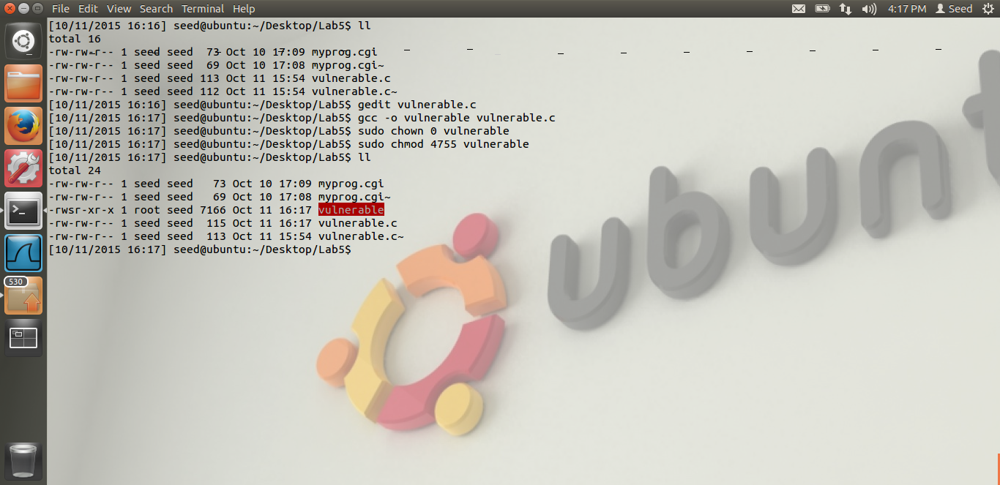 File Edit View Search Terminal Help 4:17 PM Seed
[10/11/2015 16:16] seed@ubuntu:~/Desktop/Lab5$ ll
total 16
-rw-rw-r-- 1 seed seed  73 Oct 10 17:09 myprog.cgi
-rw-rw-r-- 1 seed seed  69 Oct 10 17:08 myprog.cgi~
-rw-rw-r-- 1 seed seed 113 Oct 11 15:54 vulnerable.c
-rw-rw-r-- 1 seed seed 112 Oct 11 15:54 vulnerable.c~
[10/11/2015 16:16] seed@ubuntu:~/Desktop/Lab5$ gedit vulnerable.c
[10/11/2015 16:17] seed@ubuntu:~/Desktop/Lab5$ gcc -o vulnerable vulnerable.c
[10/11/2015 16:17] seed@ubuntu:~/Desktop/Lab5$ sudo chown 0 vulnerable
[10/11/2015 16:17] seed@ubuntu:~/Desktop/Lab5$ sudo chmod 4755 vulnerable
[10/11/2015 16:17] seed@ubuntu:~/Desktop/Lab5$ ll
total 24
-rw-rw-r-- 1 seed seed   73 Oct 10 17:09 myprog.cgi
-rw-rw-r-- 1 seed seed   69 Oct 10 17:08 myprog.cgi~
-rwsr-xr-x 1 root seed 7166 Oct 11 16:17 vulnerable
-rw-rw-r-- 1 seed seed  115 Oct 11 16:17 vulnerable.c
-rw-rw-r-- 1 seed seed  113 Oct 11 15:54 vulnerable.c~
[10/11/2015 16:17] seed@ubuntu:~/Desktop/Lab5$
530
ubunt